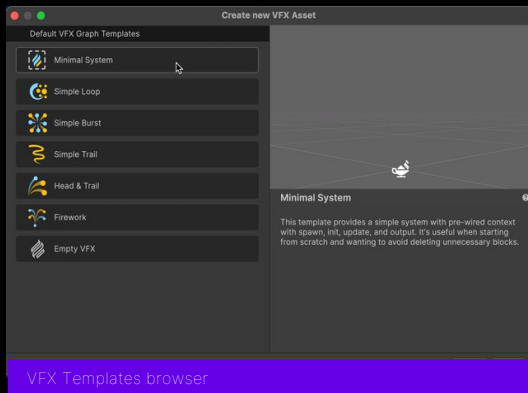 Create new VFX Asset
Default VFX Graph Templates
Minimal System
Simple Loop
Simple Burst
Simple Trail
Head & Trail
Firework
Empty VFX
Minimal System
This template provides a simple system with pre-wired context
with spawn, init, update, and output. It's useful when starting
from scratch and wanting to avoid deleting unnecessary blocks.
VFX Templates browser